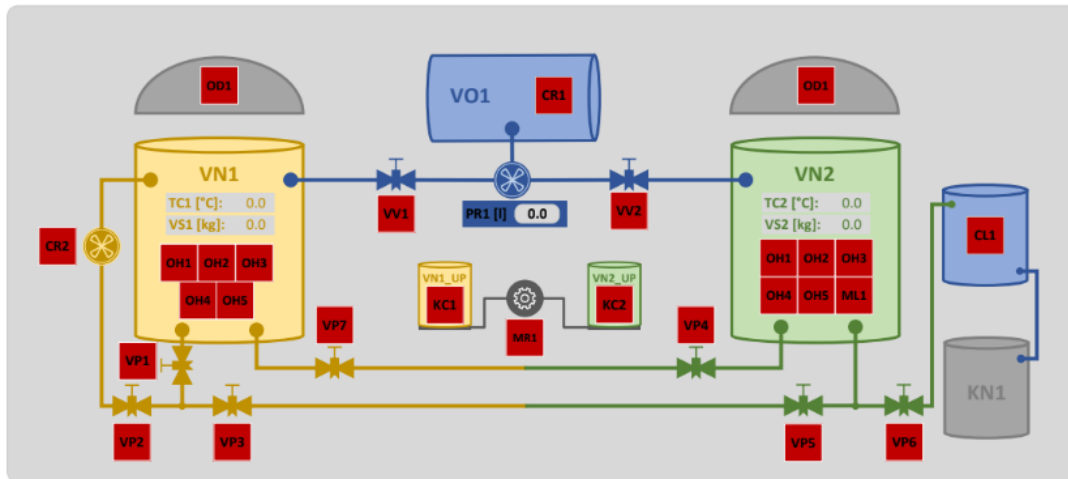 OD1
VO1
CR1
OD1
VN1
VN2
TC1 [°C]: 0.0
VS1 [kg]: 0.0
VV1
PR1 [l] 0.0
VV2
TC2 [°C]: 0.0
VS2 [kg]: 0.0
CR2
CL1
OH1 OH2 OH3
OH4 OH5
VN1_UP
KC1
MR1
VN2_UP
KC2
OH1 OH2 OH3
OH4 OH5 ML1
VP1
VP7
VP4
KN1
VP2
VP3
VP5
VP6